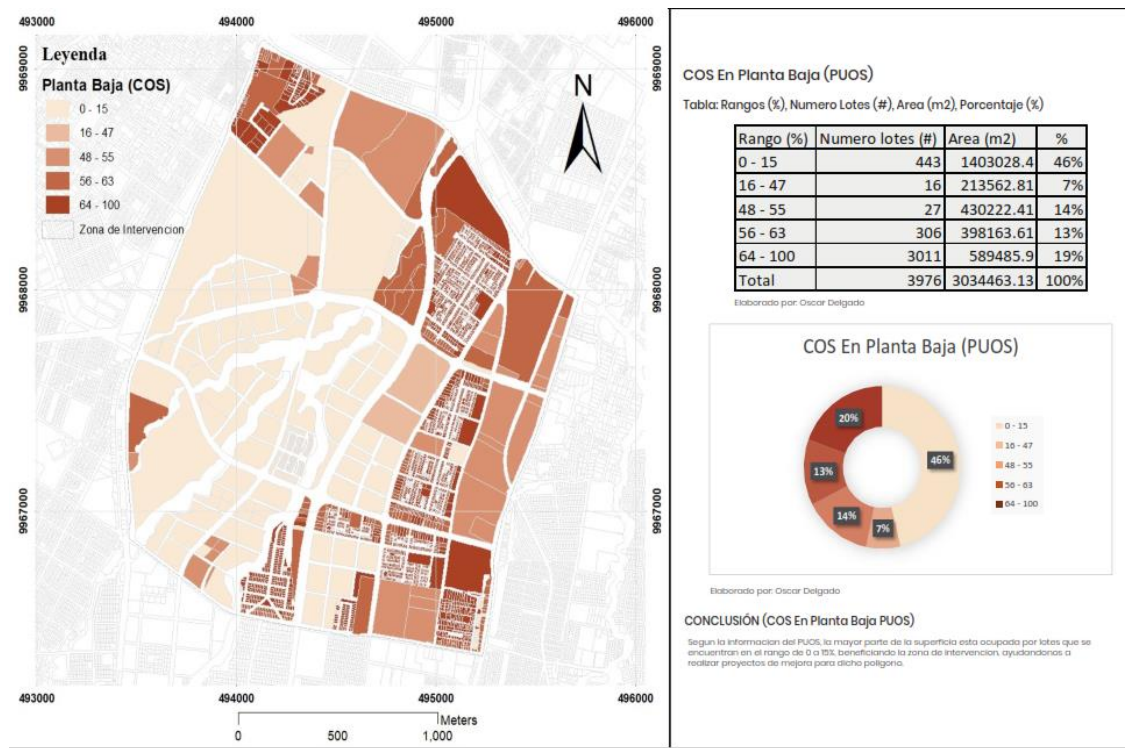 493000 494000 495000 496000
9969000
9968000
9967000
9969000
9968000
9967000
Leyenda
Planta Baja (COS)
0 - 15
16 - 47
48 - 55
56 - 63
64 - 100
Zona de Intervencion
N
493000 494000 495000 496000
Meters
0 500 1,000
COS En Planta Baja (PUOS)
Tabla: Rangos (%), Numero Lotes (#), Area (m2), Porcentaje (%)
Rango (%) Numero lotes (#) Area (m2) %
0 - 15 443 1403028.4 46%
16 - 47 16 213562.81 7%
48 - 55 27 430222.41 14%
56 - 63 306 398163.61 13%
64 - 100 3011 589485.9 19%
Total 3976 3034463.13 100%
Elaborado por: Oscar Delgado
COS En Planta Baja (PUOS)
20%
46%
13%
14%
7%
0 - 15
16 - 47
48 - 55
56 - 63
64 - 100
Elaborado por: Oscar Delgado
CONCLUSIÓN (COS En Planta Baja PUOS)
Segun la informacion del PUOS, la mayor parte de la superficie esta ocupada por lotes que se
encuentran en el rango de 0 a 15%, beneficiando la zona de intervencion, ayudandonos a
realizar proyectos de mejora para dicho poligono.